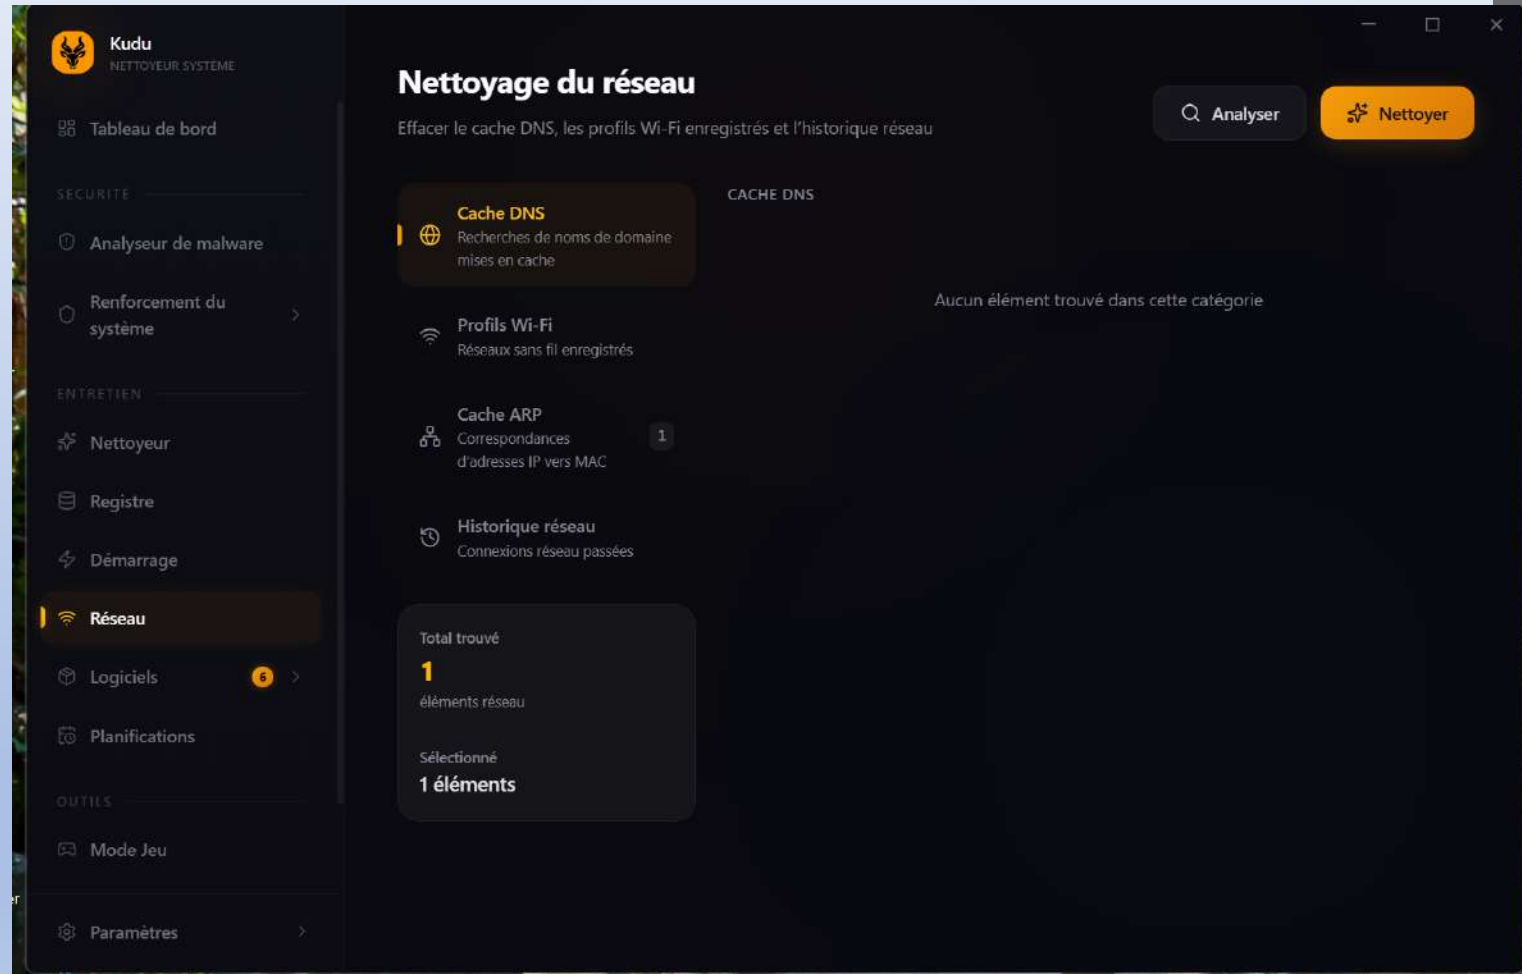 Kudu
NETTOYEUR SYSTÈME
Tableau de bord
SÉCURITÉ
Analyseur de malware
Renforcement du
système
ENTRETIEN
Nettoyeur
Registre
Démarrage
Réseau
Logiciels
6
Planifications
OUTILS
Mode Jeu
Paramètres
Nettoyage du réseau
Effacer le cache DNS, les profils Wi-Fi enregistrés et l'historique réseau
Analyser
Nettoyer
Cache DNS
Recherches de noms de domaine
mises en cache
Profils Wi-Fi
Réseaux sans fil enregistrés
Cache ARP
Correspondances
d'adresses IP vers MAC
1
Historique réseau
Connexions réseau passées
Total trouvé
1
éléments réseau
Sélectionné
1 éléments
CACHE DNS
Aucun élément trouvé dans cette catégorie